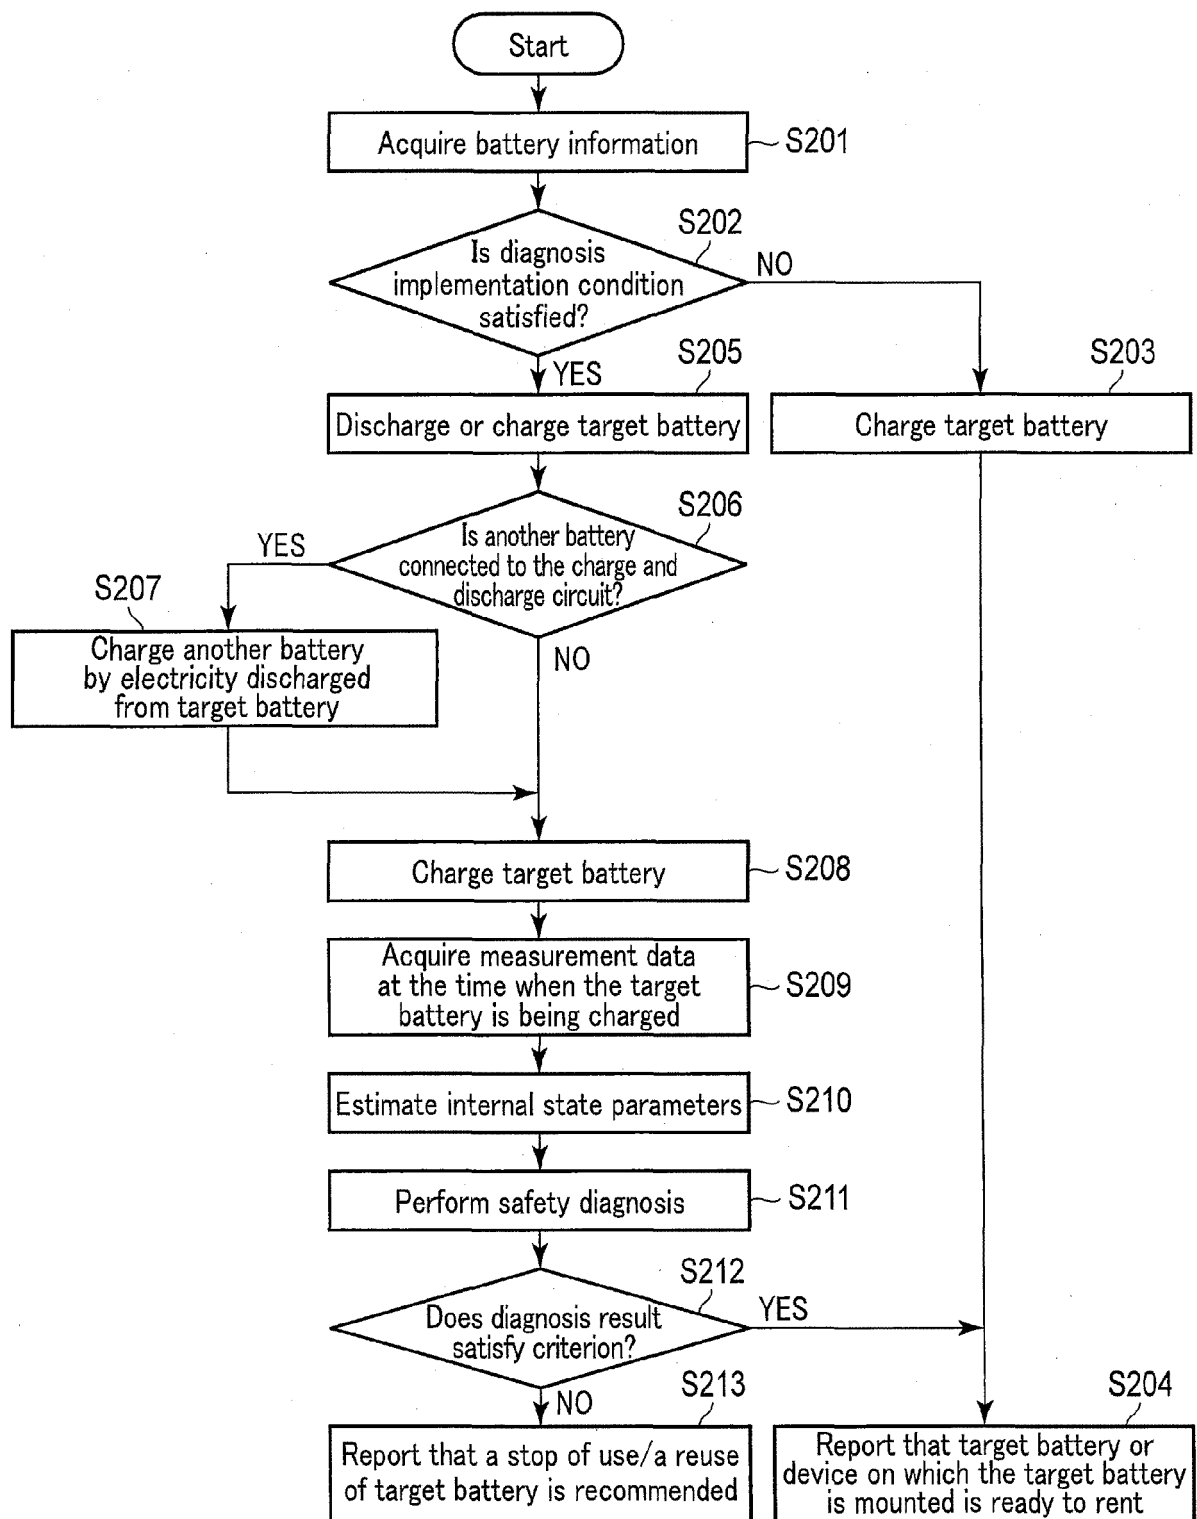 Start
Acquire battery information
S201
S202
Is diagnosis
implementation condition
satisfied?
NO
YES
S205
S203
Discharge or charge target battery
Charge target battery
S206
Is another battery
connected to the charge and
discharge circuit?
YES
S207
NO
Charge another battery
by electricity discharged
from target battery
Charge target battery
S208
Acquire measurement data
at the time when the target
battery is being charged
S209
Estimate internal state parameters
S210
Perform safety diagnosis
S211
S212
Does diagnosis result
satisfy criterion?
YES
NO
S213
S204
Report that a stop of use/a reuse
of target battery is recommended
Report that target battery or
device on which the target battery
is mounted is ready to rent